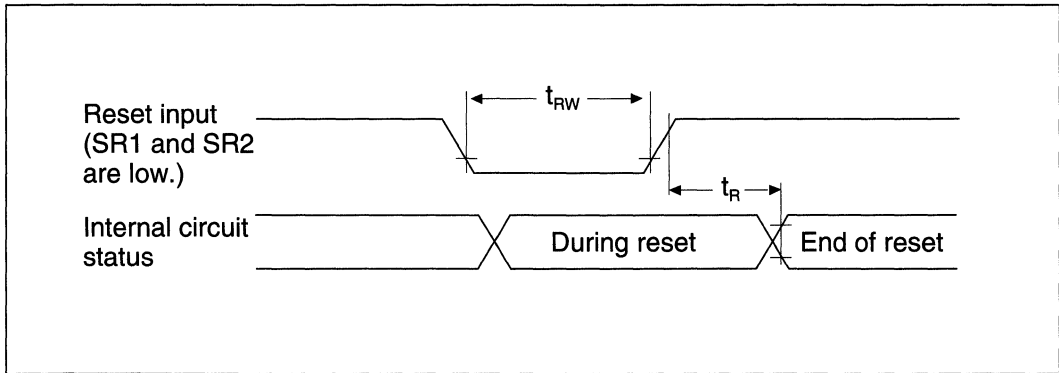 t_RW
Reset input
(SR1 and SR2
are low.)
t_R
Internal circuit
status
During reset
End of reset